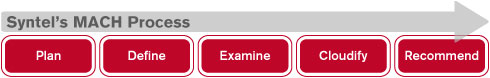 Syntel's MACH Process
Plan Define Examine Cloudify Recommend